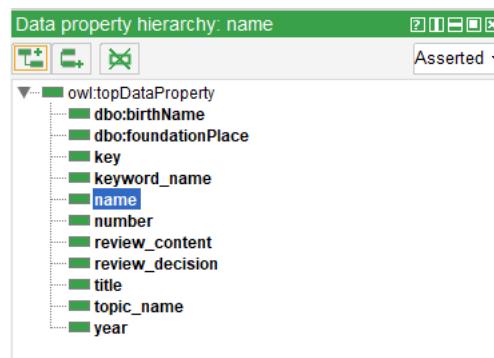 Data property hierarchy: name
Asserted
owl:topDataProperty
dbo:birthName
dbo:foundationPlace
key
keyword_name
name
number
review_content
review_decision
title
topic_name
year